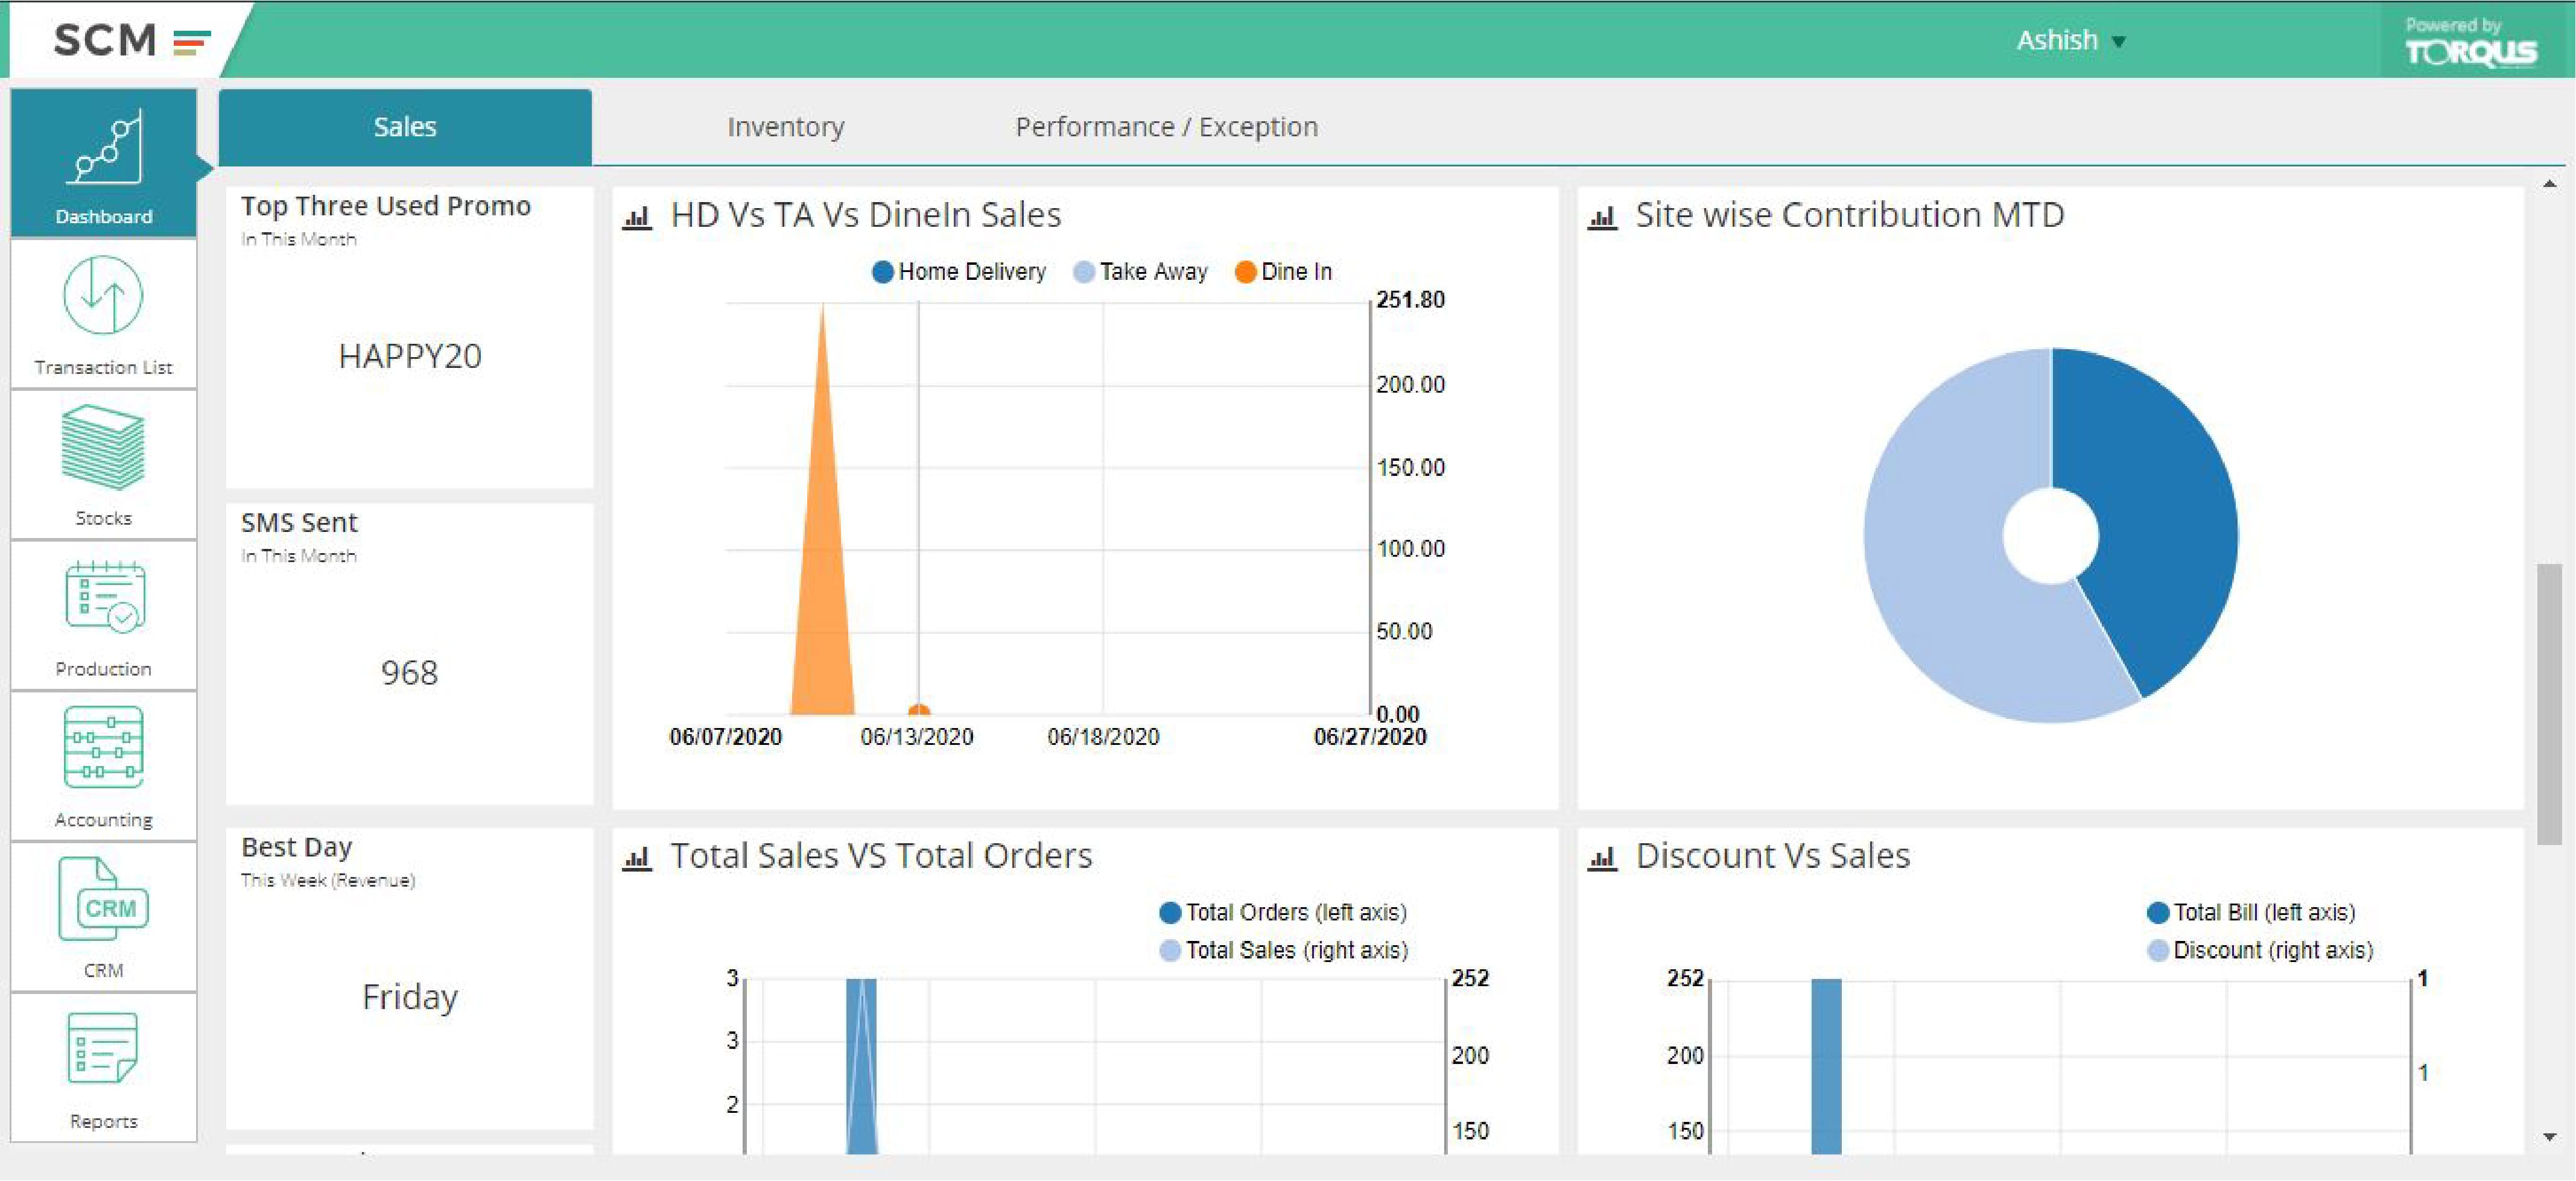 SCM
Ashish
Powered by
TORQUS
Dashboard
Transaction List
Stocks
Production
Accounting
CRM
CRM
Reports
Sales
Inventory
Performance / Exception
Top Three Used Promo
In This Month
HAPPY20
SMS Sent
In This Month
968
Best Day
This Week (Revenue)
Friday
HD Vs TA Vs DineIn Sales
Home Delivery
Take Away
Dine In
251.80
200.00
150.00
100.00
50.00
0.00
06/07/2020
06/13/2020
06/18/2020
06/27/2020
Site wise Contribution MTD
Total Sales VS Total Orders
Total Orders (left axis)
Total Sales (right axis)
3
3
2
252
200
150
Discount Vs Sales
Total Bill (left axis)
Discount (right axis)
252
200
150
1
1